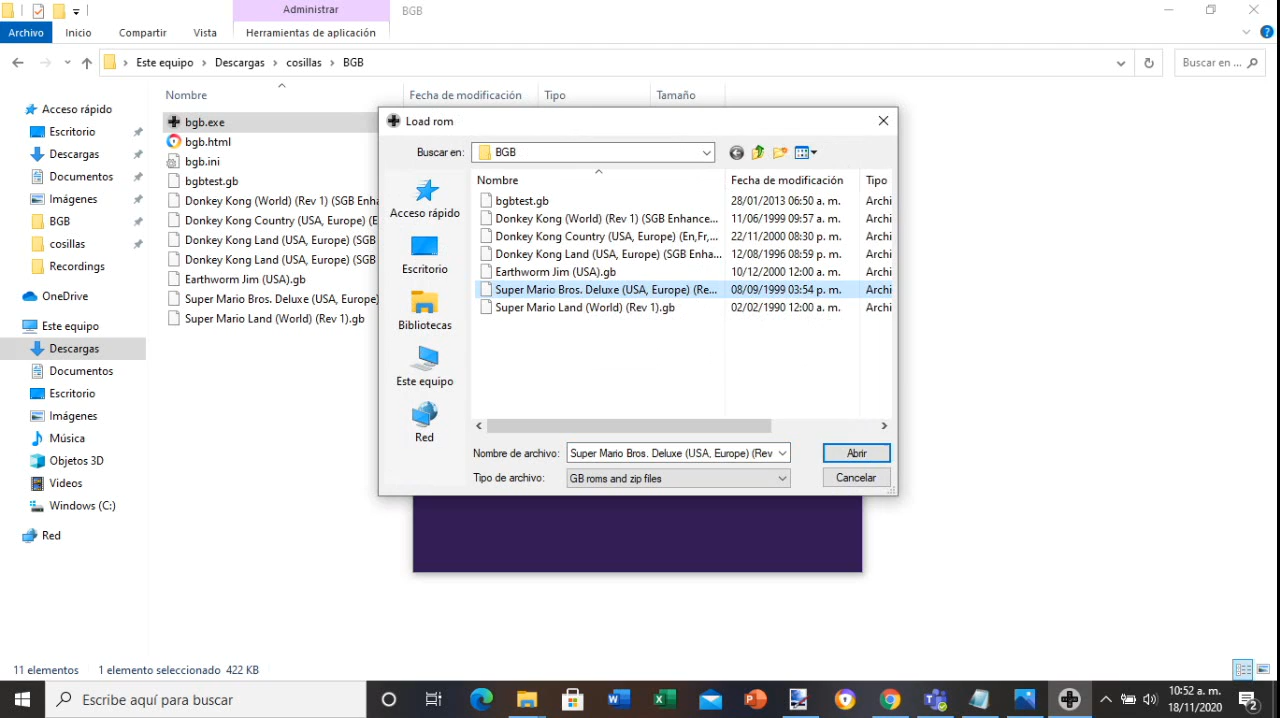 Administrar
BGB
Archivo
Inicio
Compartir
Vista
Herramientas de aplicación
Este equipo
Descargas
cosillas
BGB
Buscar en ...
Nombre
Fecha de modificación
Tipo
Tamaño
Acceso rápido
Escritorio
Descargas
Documentos
Imágenes
BGB
cosillas
Recordings
OneDrive
Este equipo
Descargas
Documentos
Escritorio
Imágenes
Música
Objetos 3D
Videos
Windows (C:)
Red
bgb.exe
bgb.html
bgb.ini
bgbtest.gb
Donkey Kong (World) (Rev 1) (SGB Enha
Donkey Kong Country (USA, Europe) (E
Donkey Kong Land (USA, Europe) (SGB
Donkey Kong Land (USA, Europe) (SGB
Earthworm Jim (USA).gb
Super Mario Bros. Deluxe (USA, Europe)
Super Mario Land (World) (Rev 1).gb
Load rom
Buscar en:
BGB
Acceso rápido
Escritorio
Bibliotecas
Este equipo
Red
Nombre
Fecha de modificación
Tipo
bgbtest.gb 28/01/2013 06:50 a. m. Archi
Donkey Kong (World) (Rev 1) (SGB Enhance... 11/06/1999 09:57 a. m. Archi
Donkey Kong Country (USA, Europe) (En,Fr,... 22/11/2000 08:30 p. m. Archi
Donkey Kong Land (USA, Europe) (SGB Enha... 12/08/1996 08:59 p. m. Archi
Earthworm Jim (USA).gb 10/12/2000 12:00 a. m. Archi
Super Mario Bros. Deluxe (USA, Europe) (Re... 08/09/1999 03:54 p. m. Archi
Super Mario Land (World) (Rev 1).gb 02/02/1990 12:00 a. m. Archi
Nombre de archivo:
Super Mario Bros. Deluxe (USA, Europe) (Rev
Abrir
Tipo de archivo:
GB roms and zip files
Cancelar
11 elementos
1 elemento seleccionado 422 KB
Escribe aquí para buscar
10:52 a. m.
18/11/2020
2